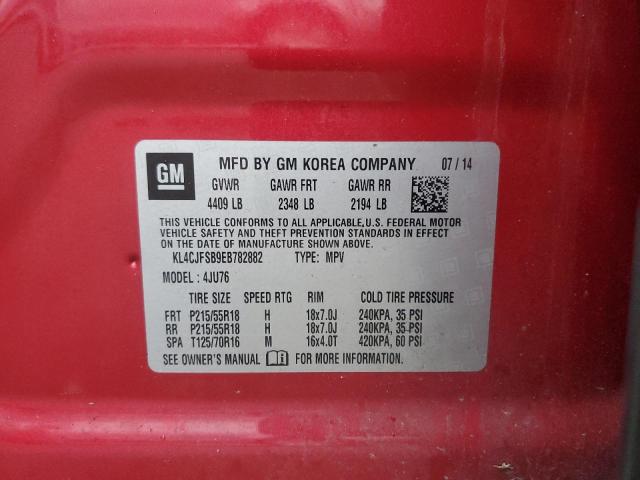 GM MFD BY GM KOREA COMPANY 07/14
GVWR GAWR FRT GAWR RR
4409 LB 2348 LB 2194 LB
THIS VEHICLE CONFORMS TO ALL APPLICABLE,U.S. FEDERAL MOTOR
VEHICLE SAFETY AND THEFT PREVENTION STANDARDS IN EFFECT
ON THE DATE OF MANUFACTURE SHOWN ABOVE.
KL4CJFSB9EB782882 TYPE: MPV
MODEL : 4JU76
TIRE SIZE SPEED RTG RIM COLD TIRE PRESSURE
FRT P215/55R18 H 18x7.0J 240KPA, 35 PSI
RR P215/55R18 H 18x7.0J 240KPA, 35 PSI
SPA T125/70R16 M 16x4.0T 420KPA, 60 PSI
SEE OWNER'S MANUAL FOR MORE INFORMATION.